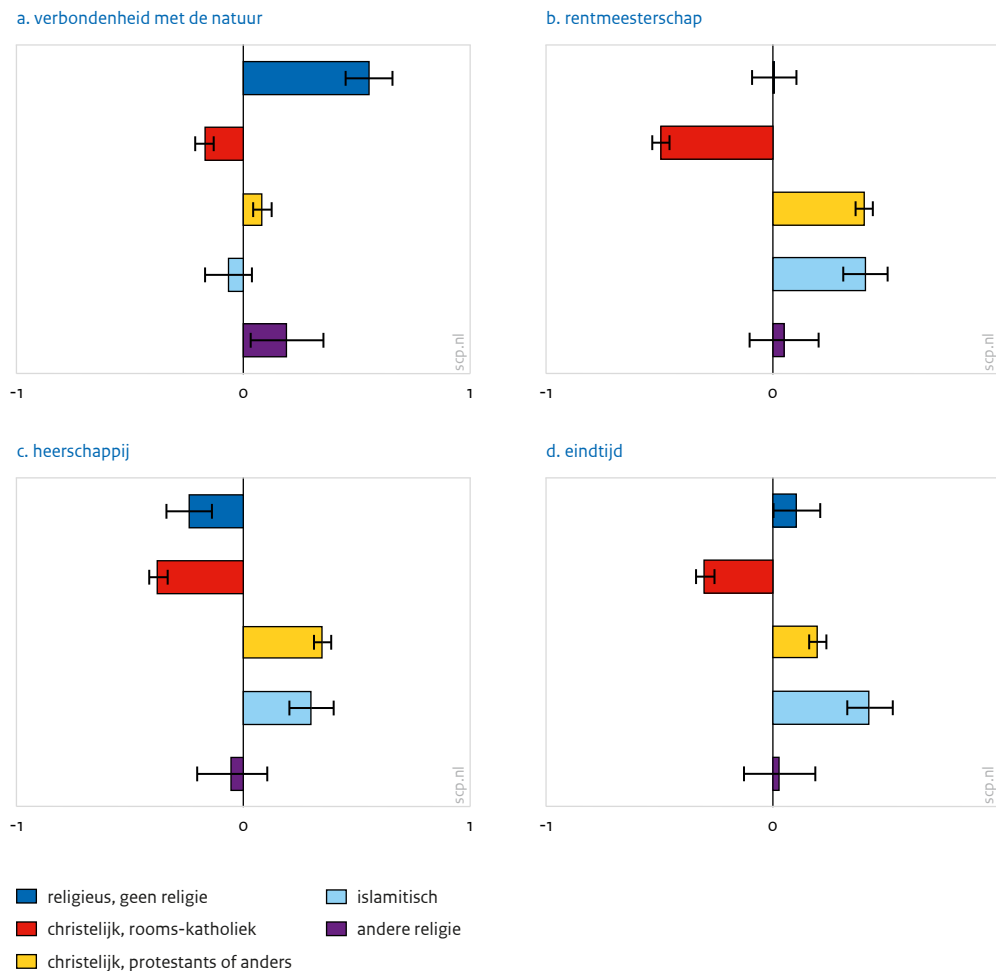 a. verbondenheid met de natuur
b. rentmeesterschap
scp.nl
scp.nl
-1 0 1
-1 0
c. heerschappij
d. eindtijd
scp.nl
scp.nl
-1 0 1
-1 0
religieus, geen religie
islamitisch
christelijk, rooms-katholiek
andere religie
christelijk, protestants of anders